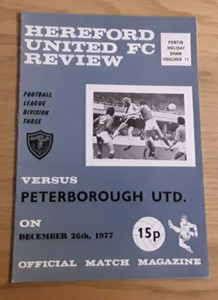 HEREFORD
UNITED FC
REVIEW
PONTIN
HOLIDAY
DRAW
VOUCHER 11
FOOTBALL
LEAGUE
DIVISION
THREE
VERSUS
PETERBOROUGH UTD.
ON
DECEMBER 26th, 1977
15p
OFFICIAL MATCH MAGAZINE